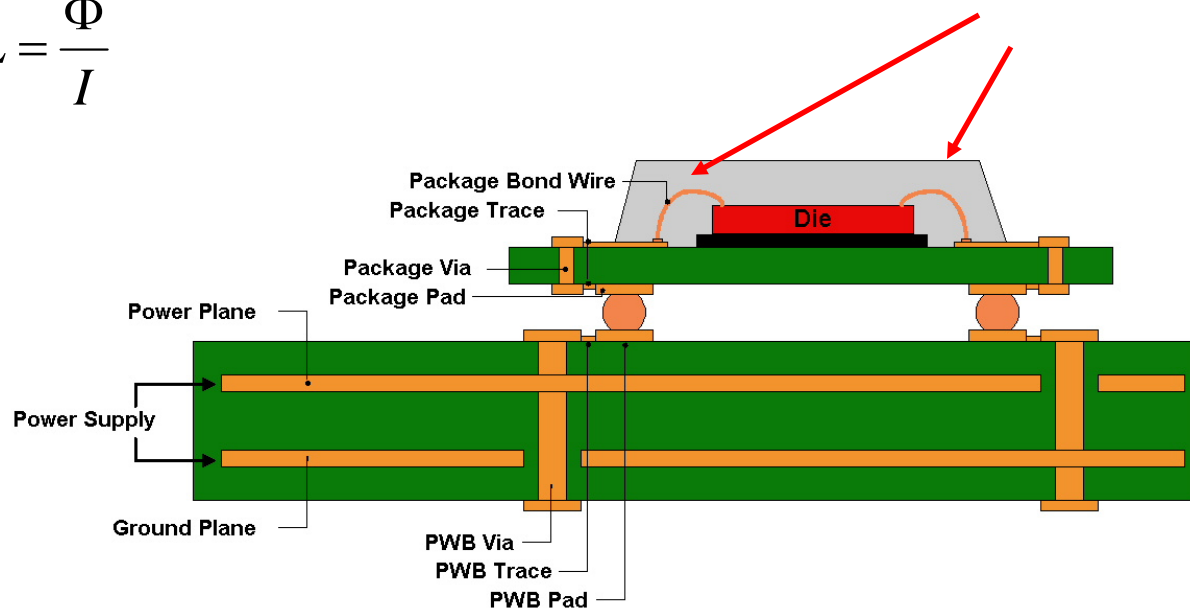 = Φ / I
Package Bond Wire
Package Trace
Die
Package Via
Package Pad
Power Plane
Power Supply
Ground Plane
PWB Via
PWB Trace
PWB Pad